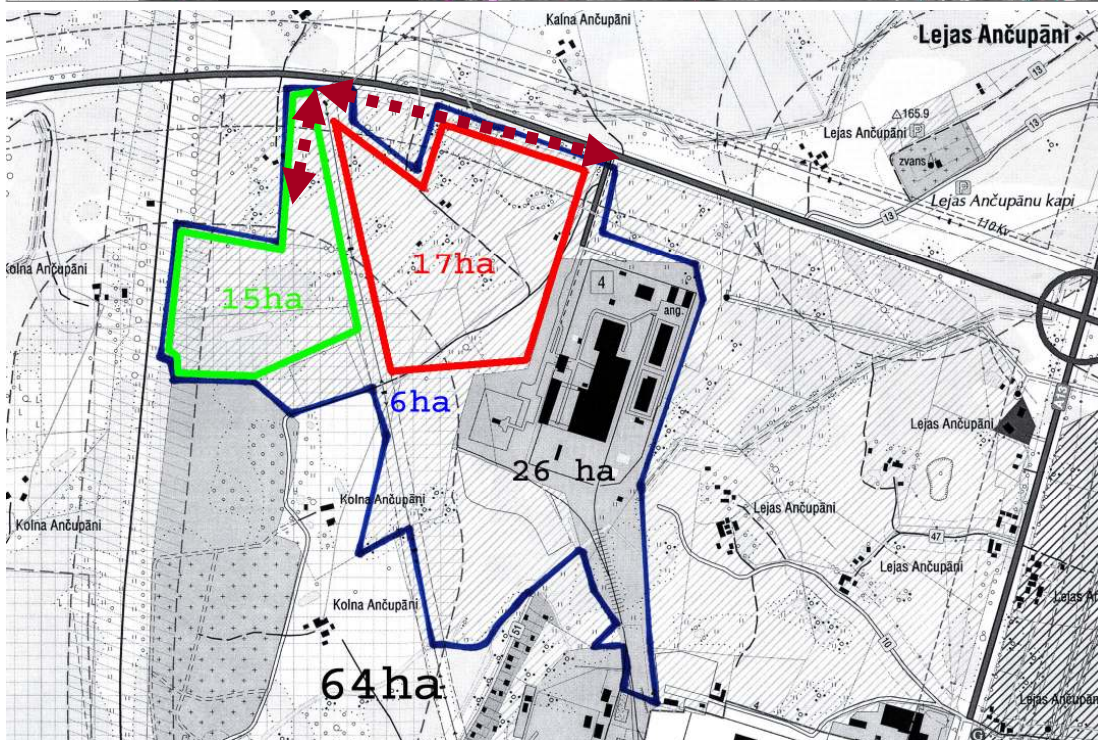 Kalna Ančupāni
Lejas Ančupāni
13
165.9
Lejas Ančupāni
zvans
13
Lejas Ančupānu kapi
110 Kv
Kolna Ančupāni
15ha
17ha
4
ang.
6ha
A13
Lejas Ančupāni
26 ha
Kolna Ančupāni
Kolna Ančupāni
Lejas Ančupāni
47
Lejas Ančupāni
Kolna Ančupāni
51
10
64ha
4
Lejas Ančupāni
G